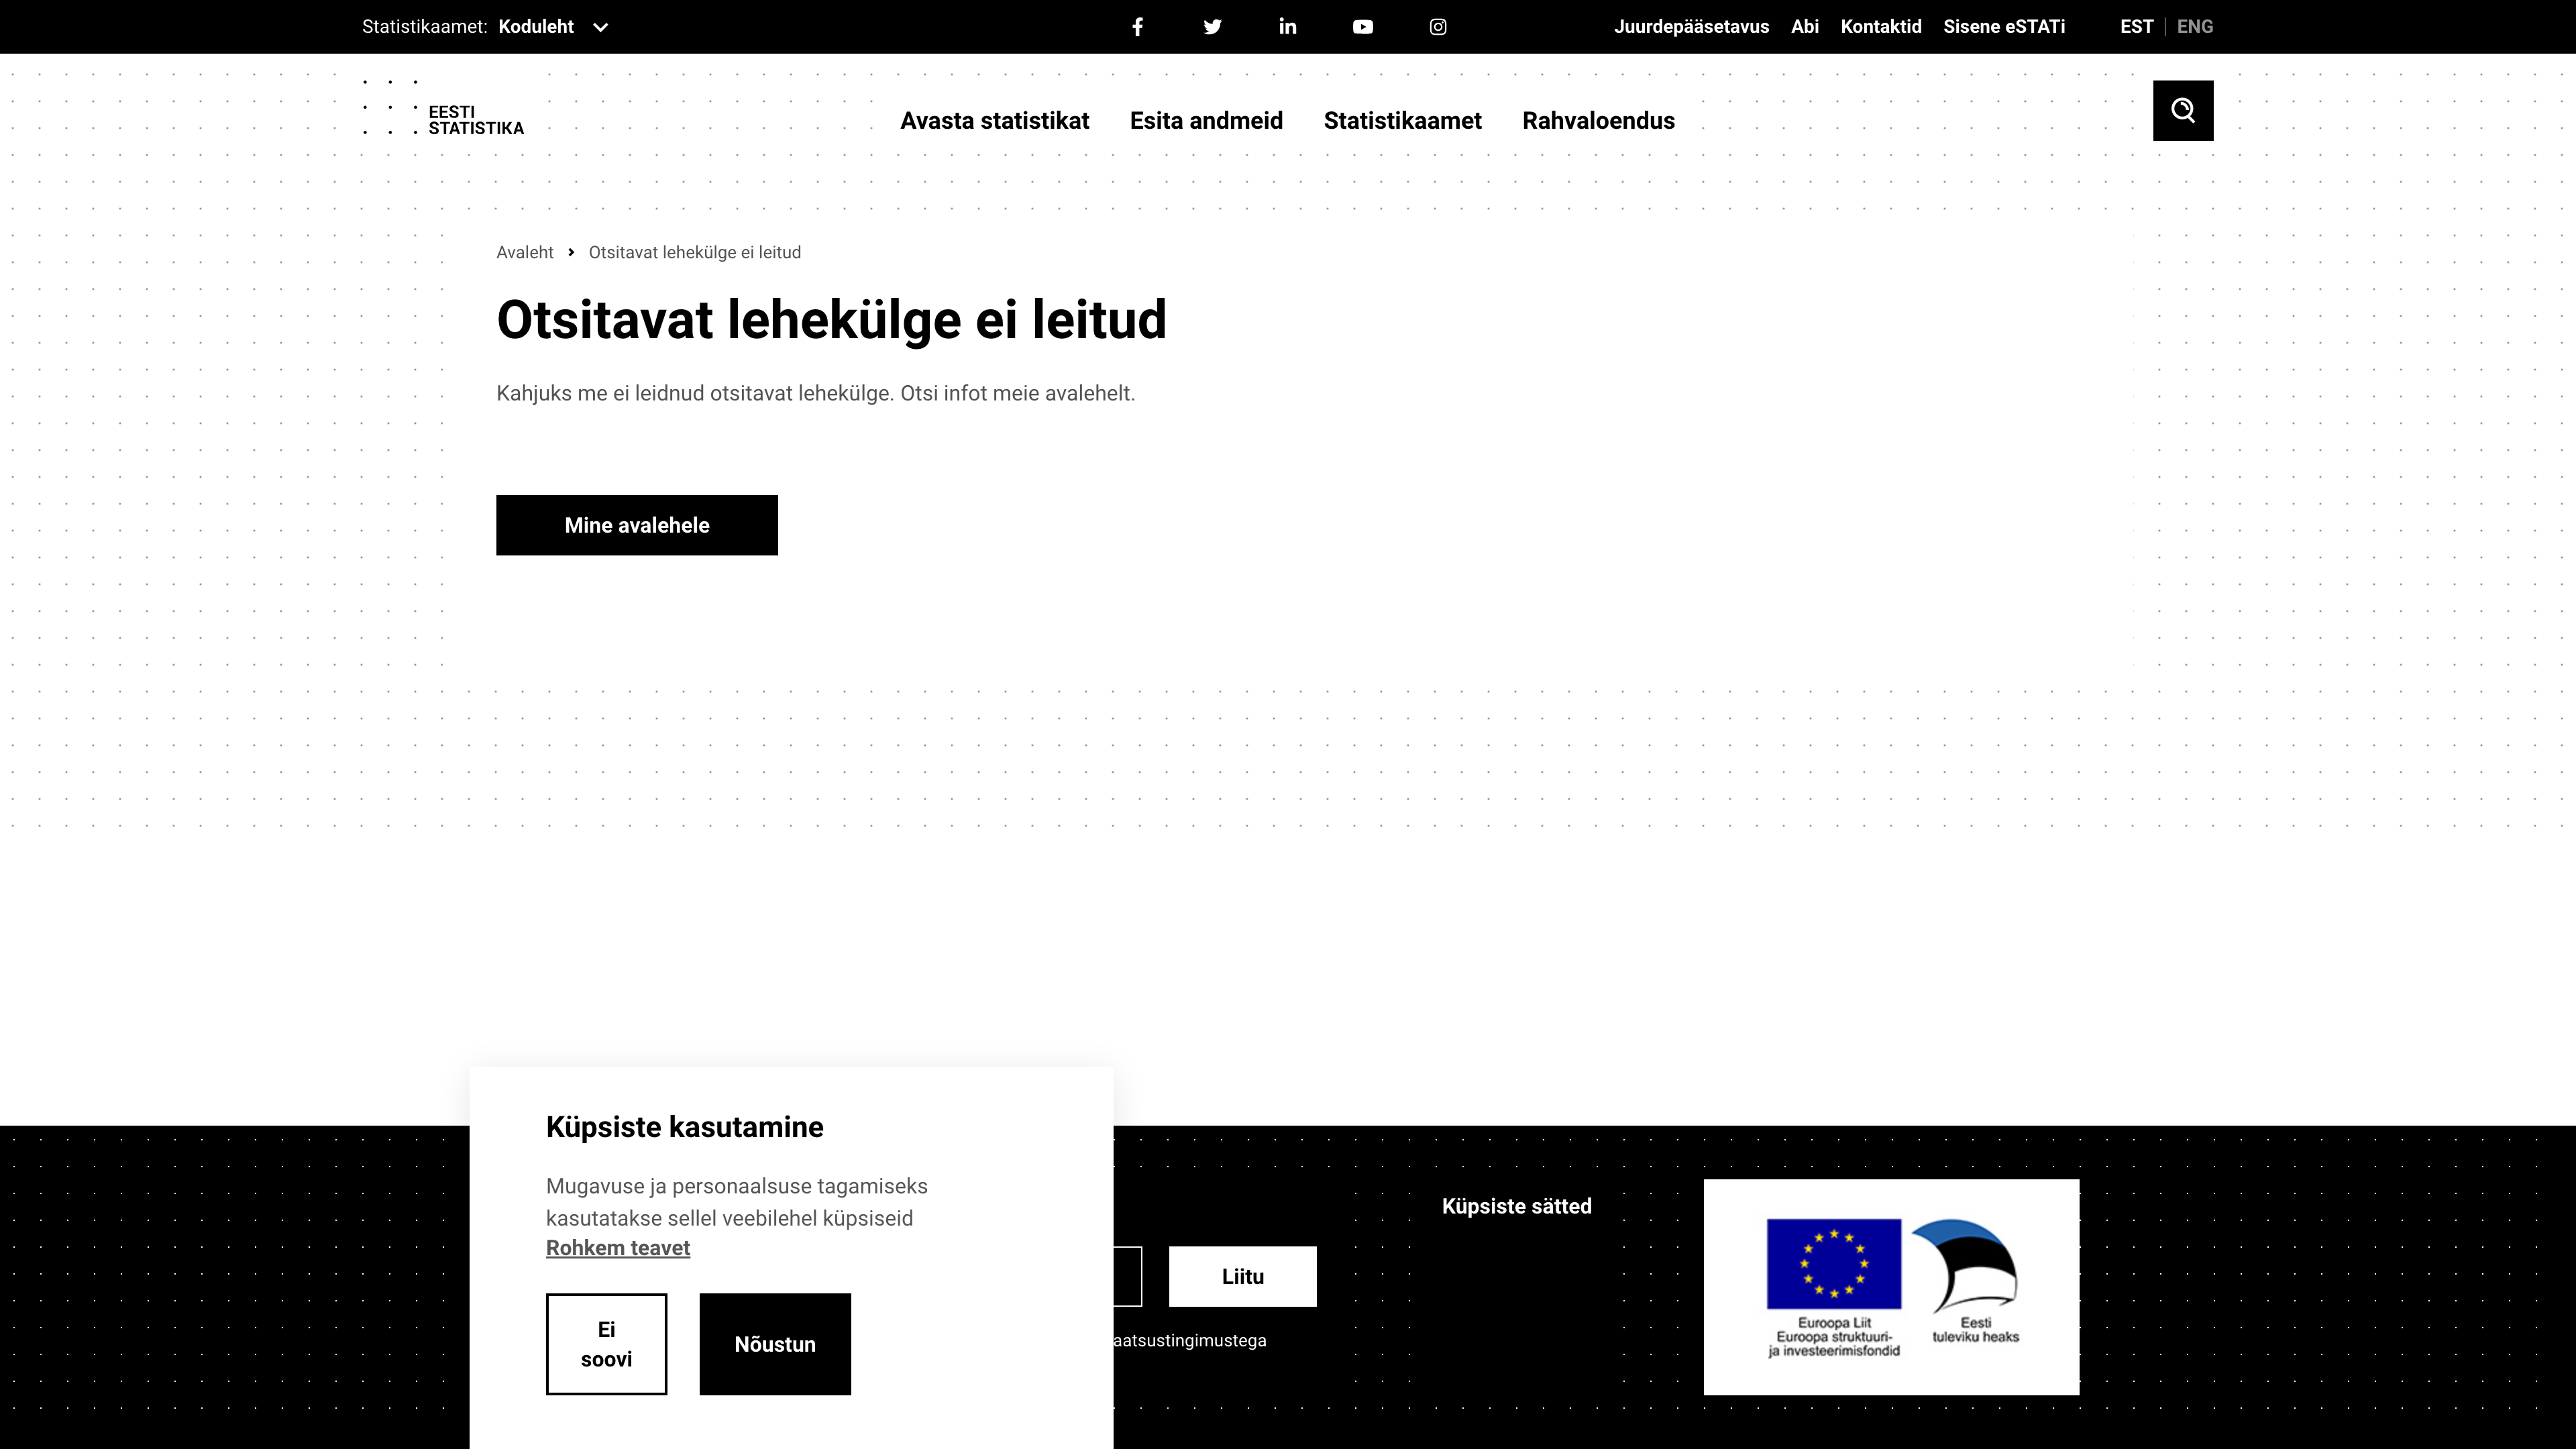 Statistikaamet: Koduleht
Juurdepääsetavus Abi Kontaktid Sisene eSTATi EST ENG
EESTI
STATISTIKA
Avasta statistikat Esita andmeid Statistikaamet Rahvaloendus
Avaleht Otsitavat lehekülge ei leitud
Otsitavat lehekülge ei leitud
Kahjuks me ei leidnud otsitavat lehekülge. Otsi infot meie avalehelt.
Mine avalehele
Küpsiste kasutamine
Mugavuse ja personaalsuse tagamiseks
kasutatakse sellel veebilehel küpsiseid
Rohkem teavet
Ei
soovi
Nõustun
Liitu
aatsustingimustega
Küpsiste sätted
Euroopa Liit
Euroopa struktuuri-
ja investeerimisfondid
Eesti
tuleviku heaks